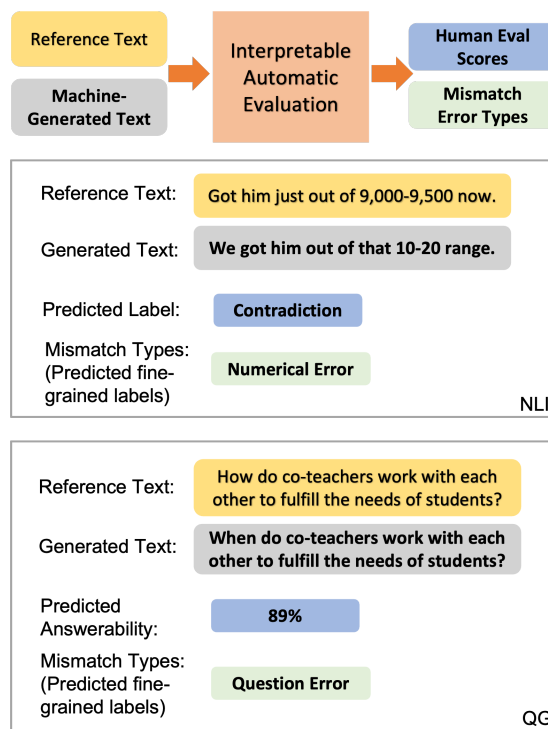 Reference Text
Machine-
Generated Text
Interpretable
Automatic
Evaluation
Human Eval
Scores
Mismatch
Error Types
Reference Text:
Got him just out of 9,000-9,500 now.
Generated Text:
We got him out of that 10-20 range.
Predicted Label:
Contradiction
Mismatch Types:
(Predicted fine-
grained labels)
Numerical Error
NLI
Reference Text:
How do co-teachers work with each
other to fulfill the needs of students?
Generated Text:
When do co-teachers work with each
other to fulfill the needs of students?
Predicted
Answerability:
89%
Mismatch Types:
(Predicted fine-
grained labels)
Question Error
QG